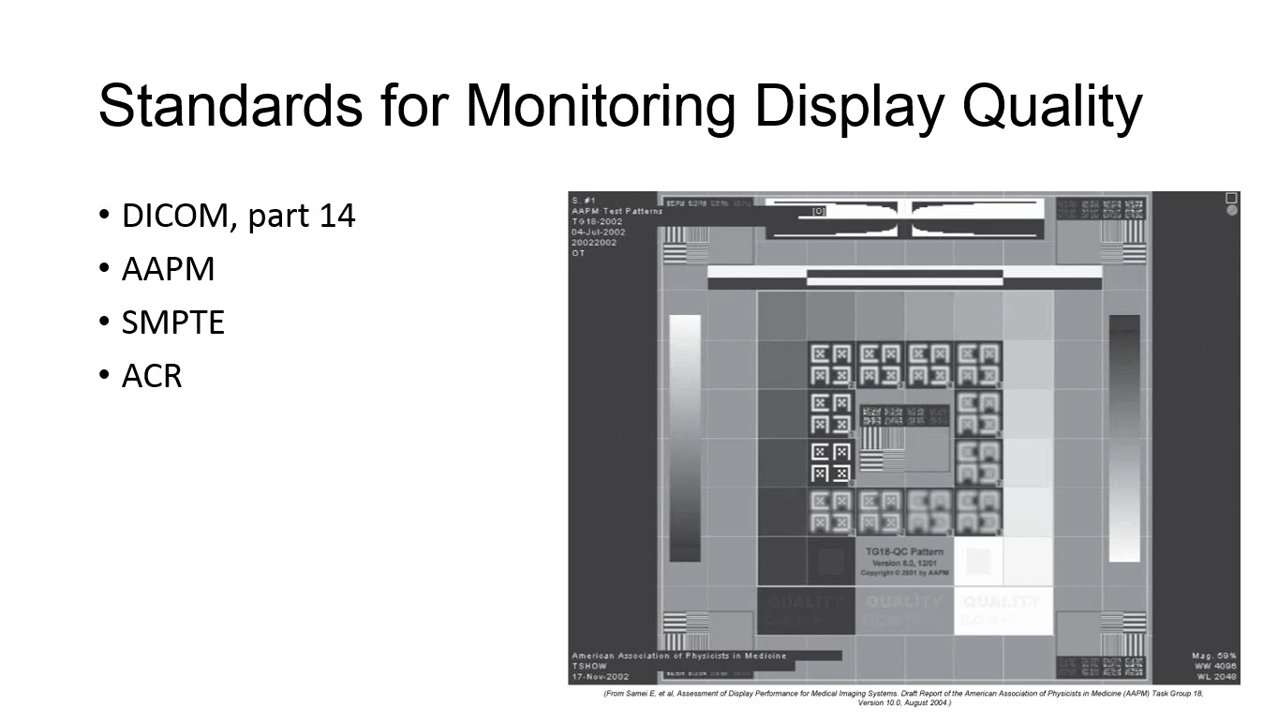 Standards for Monitoring Display Quality
• DICOM, part 14
• AAPM
• SMPTE
• ACR
S. #1
AAPM Test Patterns
TG18-2002
04-Jul-2002
20022002
OT
[O]
TG18-QC Pattern
Version 8.0, 12/01
Copyright © 2001 by AAPM
QUALITY QUALITY QUALITY
American Association of Physicists in Medicine
TSHOW
17-Nov-2002
Mag. 59%
WW 4096
WL 2048
(From Samei E, et al, Assessment of Display Performance for Medical Imaging Systems. Draft Report of the American Association of Physicists in Medicine (AAPM) Task Group 18,
Version 10.0, August 2004.)